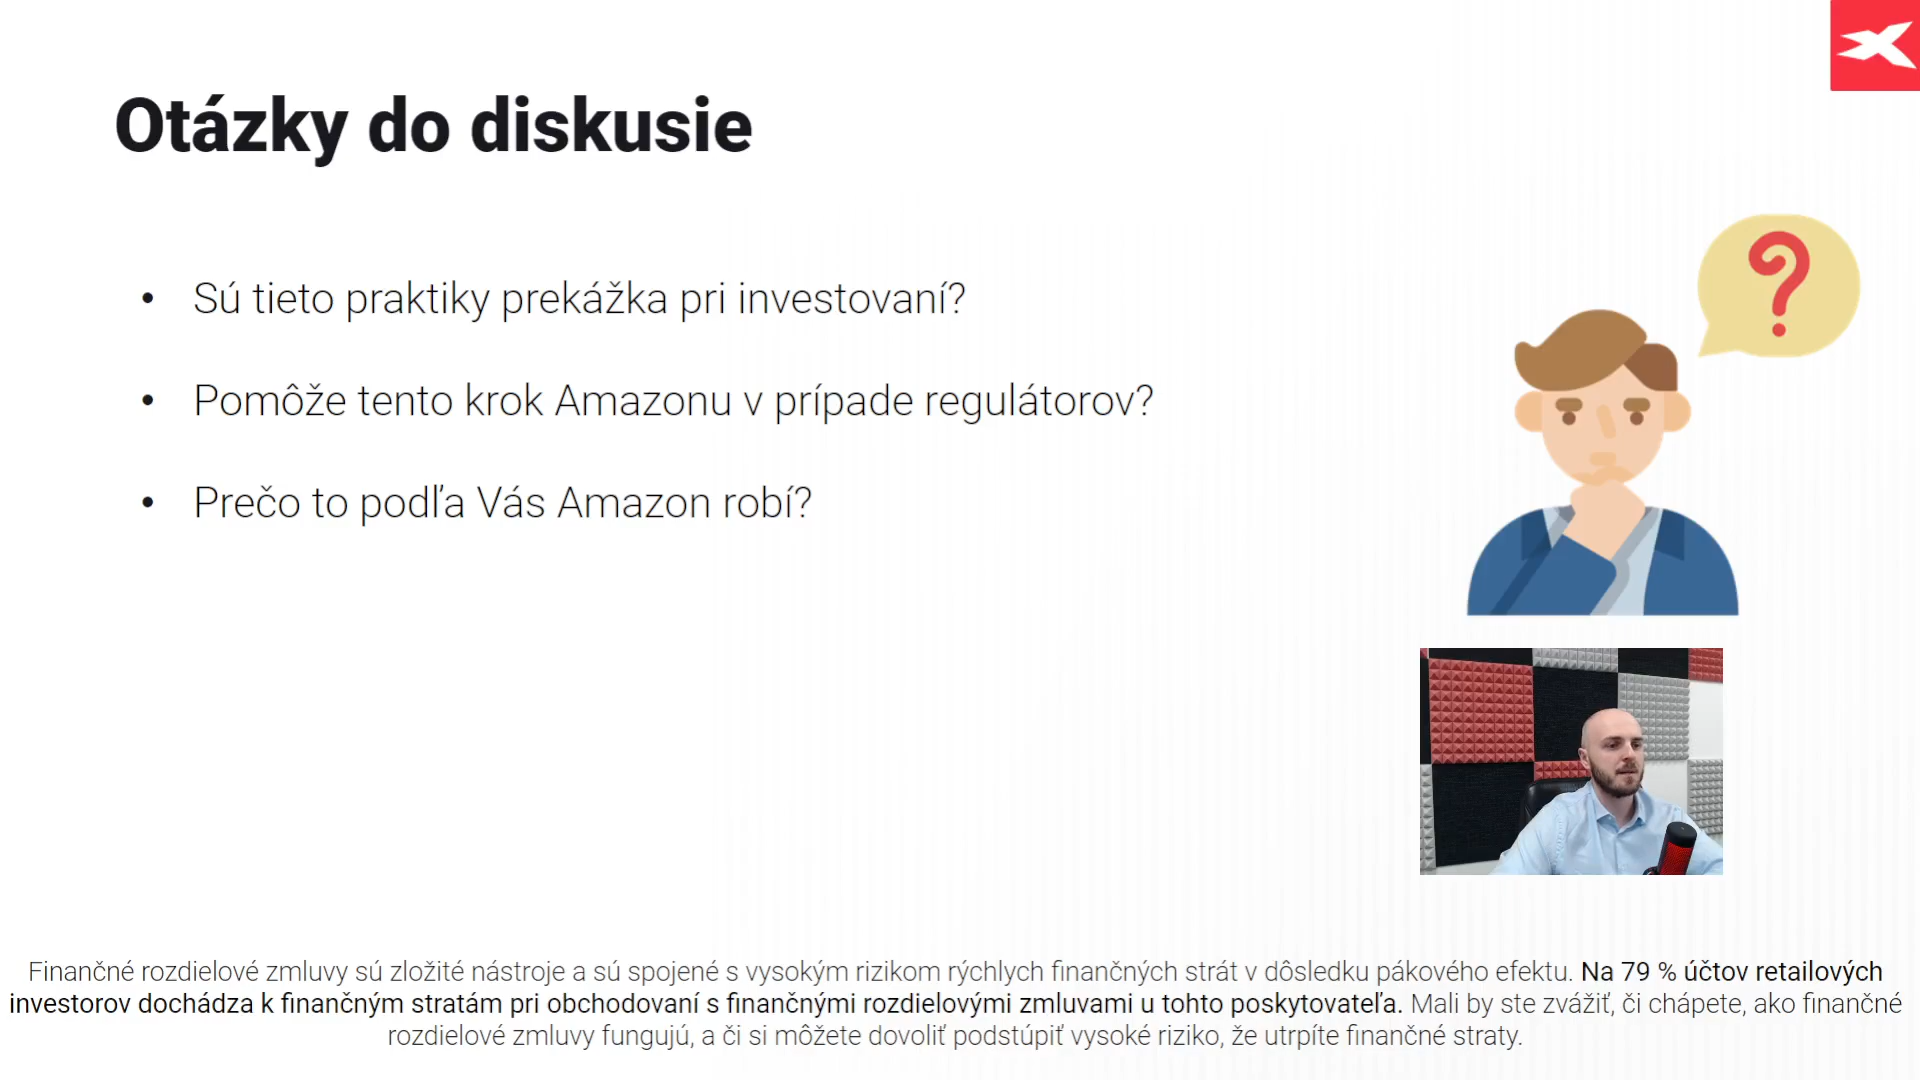 Otázky do diskusie
• Sú tieto praktiky prekážka pri investovaní?
• Pomôže tento krok Amazonu v prípade regulátorov?
• Prečo to podľa Vás Amazon robí?
?
Finančné rozdielové zmluvy sú zložité nástroje a sú spojené s vysokým rizikom rýchlych finančných strát v dôsledku pákového efektu. Na 79 % účtov retailových
investorov dochádza k finančným stratám pri obchodovaní s finančnými rozdielovými zmluvami u tohto poskytovateľa. Mali by ste zvážiť, či chápete, ako finančné
rozdielové zmluvy fungujú, a či si môžete dovoliť podstúpiť vysoké riziko, že utrpíte finančné straty.